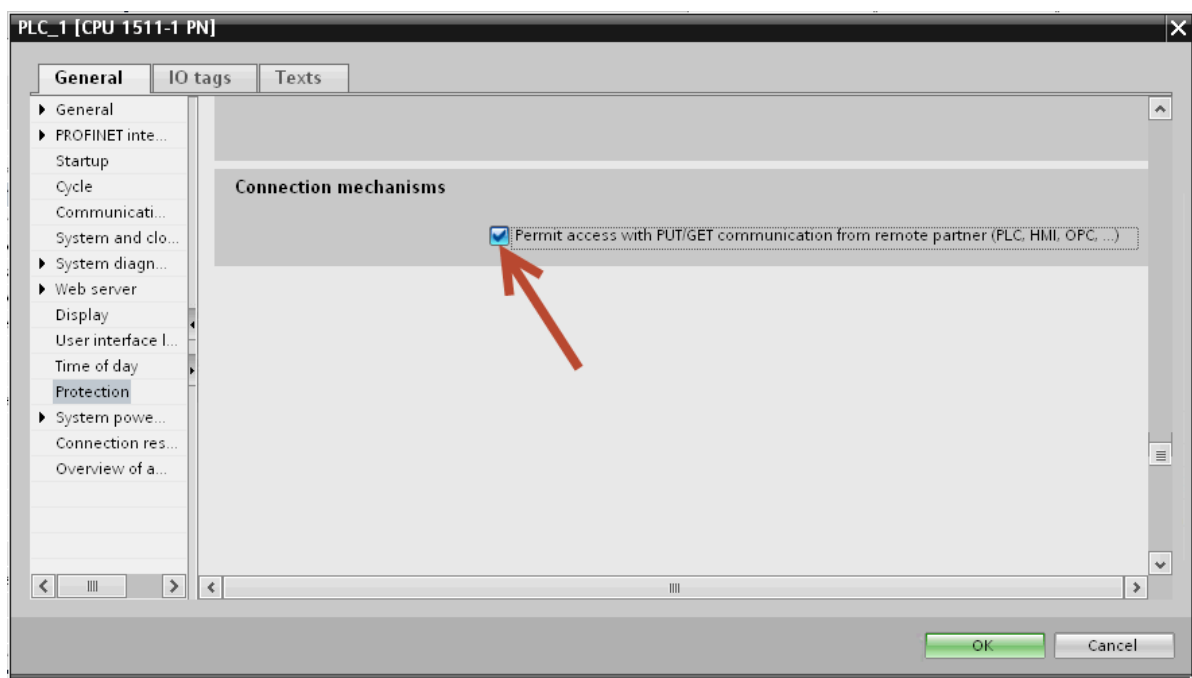 PLC_1 [CPU 1511-1 PN]
General
IO tags
Texts
General
PROFINET inte...
Startup
Cycle
Communicati...
System and clo...
System diagn...
Web server
Display
User interface l...
Time of day
Protection
System powe...
Connection res...
Overview of a...
Connection mechanisms
Permit access with PUT/GET communication from remote partner (PLC, HMI, OPC, ...)
OK
Cancel